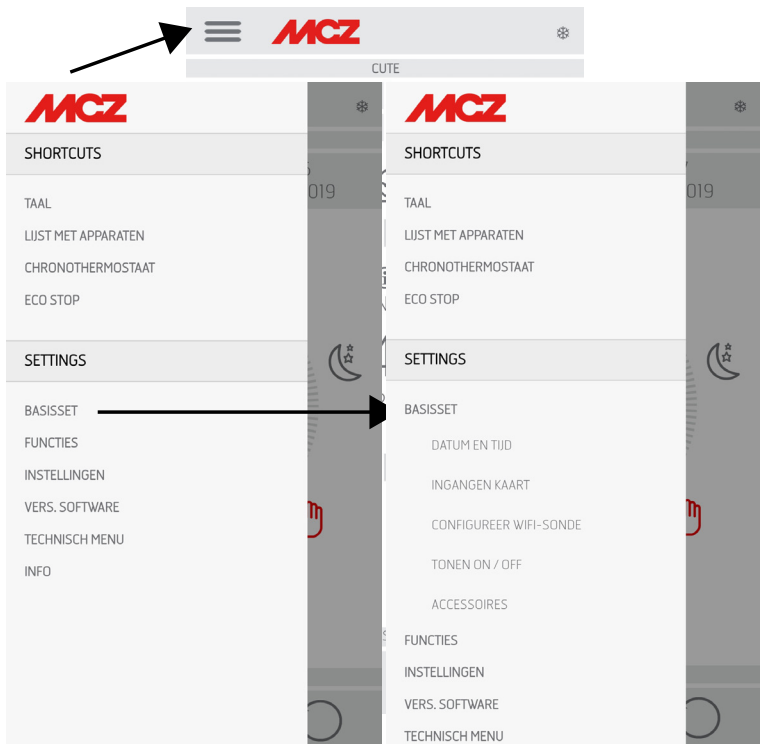 MCZ
CUTE
MCZ
SHORTCUTS
TAAL
LIJST MET APPARATEN
CHRONOTHERMOSTAAT
ECO STOP
SETTINGS
BASISSET
FUNCTIES
INSTELLINGEN
VERS. SOFTWARE
TECHNISCH MENU
INFO
019
MCZ
SHORTCUTS
TAAL
LIJST MET APPARATEN
CHRONOTHERMOSTAAT
ECO STOP
SETTINGS
BASISSET
DATUM EN TIJD
INGANGEN KAART
CONFIGUREER WIFI-SONDE
TONEN ON / OFF
ACCESSOIRES
FUNCTIES
INSTELLINGEN
VERS. SOFTWARE
TECHNISCH MENU
019